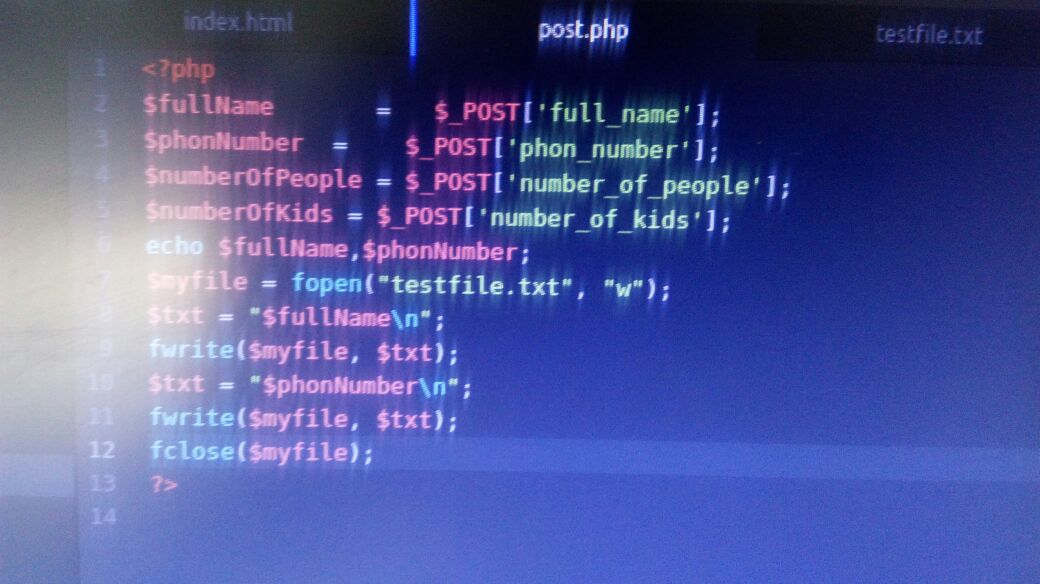 index.html post.php testfile.txt
1 <?php
2 $fullName = $_POST['full_name'];
3 $phonNumber = $_POST['phon_number'];
4 $numberOfPeople = $_POST['number_of_people'];
5 $numberOfKids = $_POST['number_of_kids'];
6 echo $fullName,$phonNumber;
7 $myfile = fopen("testfile.txt", "w");
8 $txt = "$fullName\n";
9 fwrite($myfile, $txt);
10 $txt = "$phonNumber\n";
11 fwrite($myfile, $txt);
12 fclose($myfile);
13 ?>
14